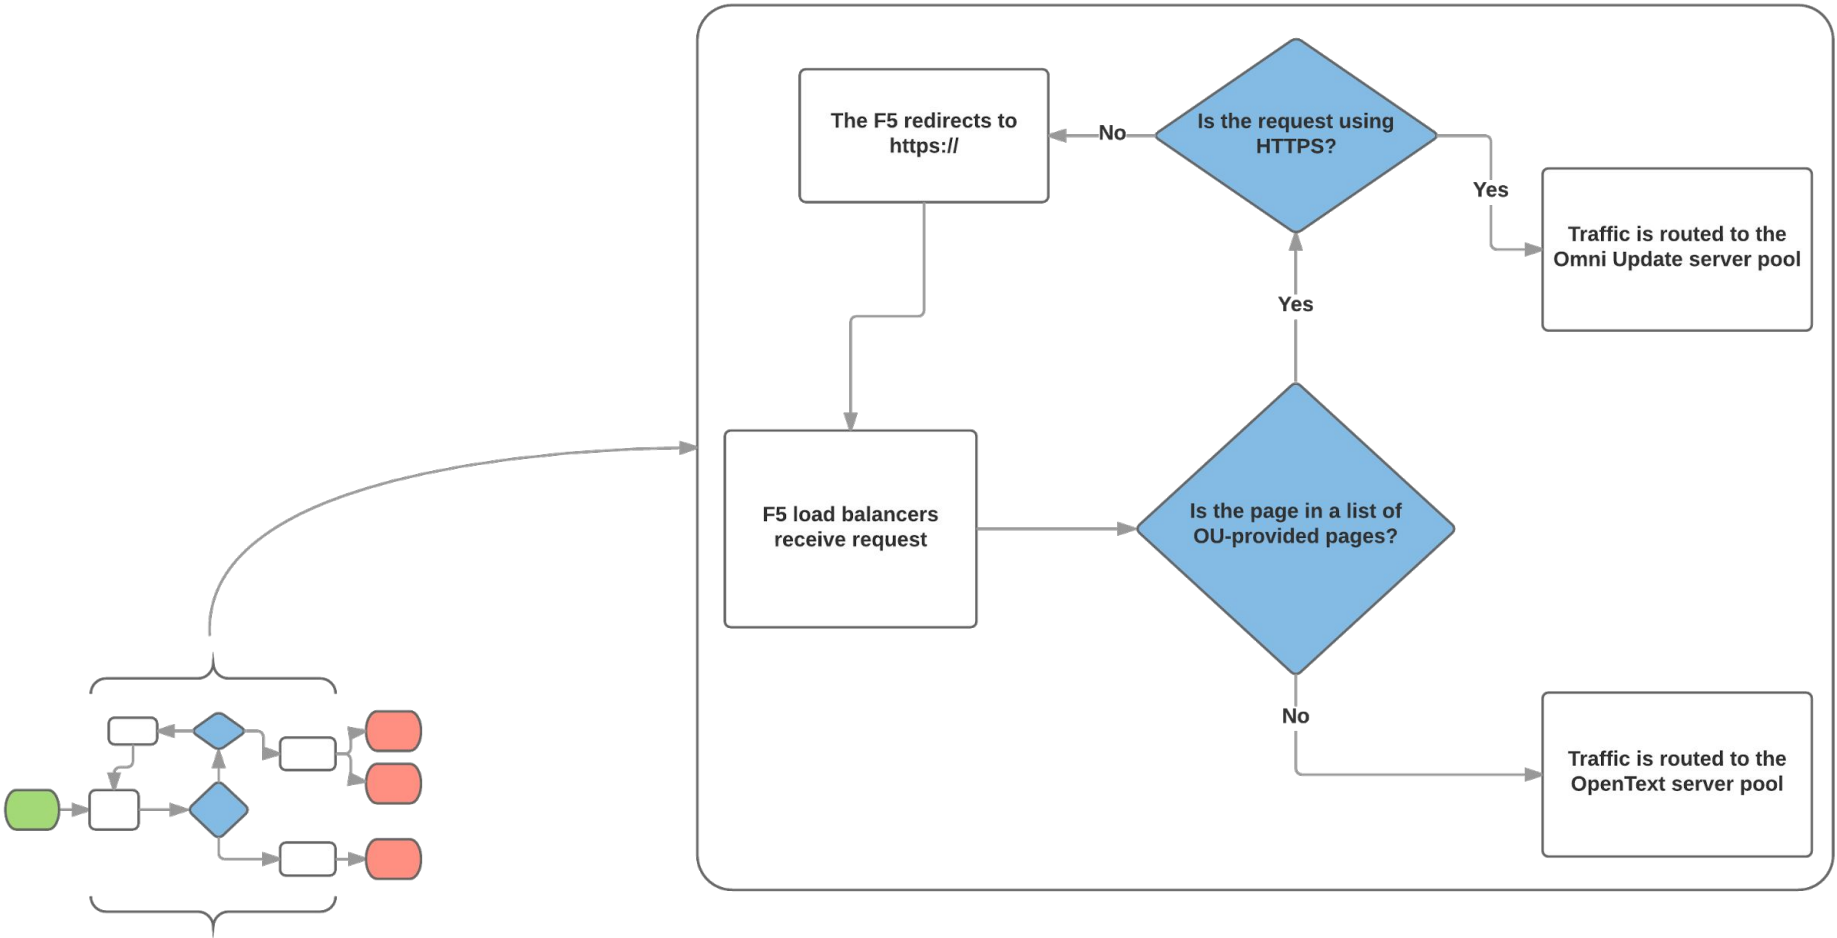 The F5 redirects to
https://
No
Is the request using
HTTPS?
Yes
Traffic is routed to the
Omni Update server pool
Yes
F5 load balancers
receive request
Is the page in a list of
OU-provided pages?
No
Traffic is routed to the
OpenText server pool